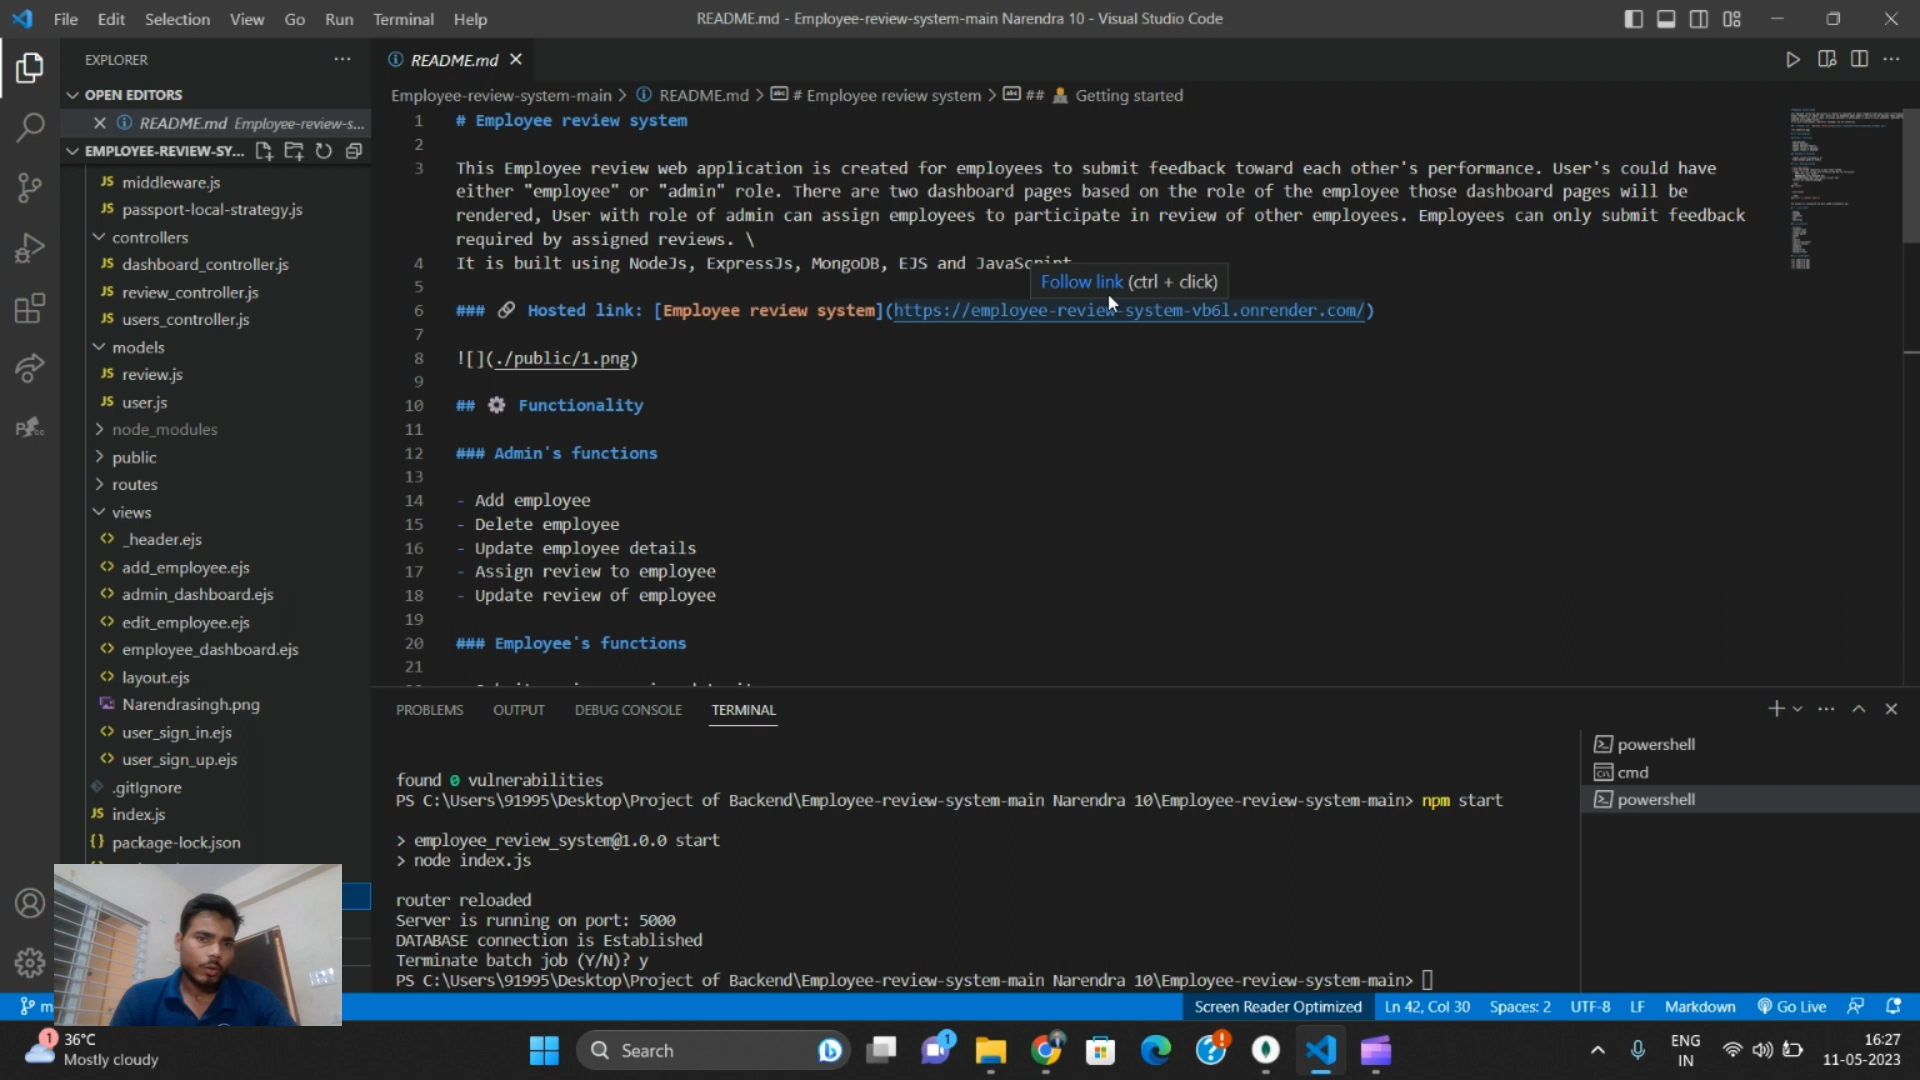 File Edit Selection View Go Run Terminal Help
README.md - Employee-review-system-main Narendra 10 - Visual Studio Code
EXPLORER
OPEN EDITORS
README.md Employee-review-s...
EMPLOYEE-REVIEW-SY...
JS middleware.js
JS passport-local-strategy.js
controllers
JS dashboard_controller.js
JS review_controller.js
JS users_controller.js
models
JS review.js
JS user.js
node_modules
public
routes
views
<> _header.ejs
<> add_employee.ejs
<> admin_dashboard.ejs
<> edit_employee.ejs
<> employee_dashboard.ejs
<> layout.ejs
Narendrasingh.png
<> user_sign_in.ejs
<> user_sign_up.ejs
.gitIgnore
JS index.js
{} package-lock.json
README.md
Employee-review-system-main > README.md > # Employee review system > ## 🧑‍💻 Getting started
1 # Employee review system
2
3 This Employee review web application is created for employees to submit feedback toward each other's performance. User's could have
either "employee" or "admin" role. There are two dashboard pages based on the role of the employee those dashboard pages will be
rendered, User with role of admin can assign employees to participate in review of other employees. Employees can only submit feedback
required by assigned reviews. \
4 It is built using NodeJs, ExpressJs, MongoDB, EJS and JavaScript
Follow link (ctrl + click)
5
6 ### 🔗 Hosted link: [Employee review system](https://employee-review-system-vb6l.onrender.com/)
7
8 ![](./public/1.png)
9
10 ## ⚙️ Functionality
11
12 ### Admin's functions
13
14 - Add employee
15 - Delete employee
16 - Update employee details
17 - Assign review to employee
18 - Update review of employee
19
20 ### Employee's functions
21
PROBLEMS OUTPUT DEBUG CONSOLE TERMINAL
found 0 vulnerabilities
PS C:\Users\91995\Desktop\Project of Backend\Employee-review-system-main Narendra 10\Employee-review-system-main> npm start
> employee_review_system@1.0.0 start
> node index.js
router reloaded
Server is running on port: 5000
DATABASE connection is Established
Terminate batch job (Y/N)? y
PS C:\Users\91995\Desktop\Project of Backend\Employee-review-system-main Narendra 10\Employee-review-system-main>
powershell
cmd
powershell
Screen Reader Optimized Ln 42, Col 30 Spaces: 2 UTF-8 LF Markdown Go Live
1
36°C
Mostly cloudy
Search
1
ENG
IN
16:27
11-05-2023